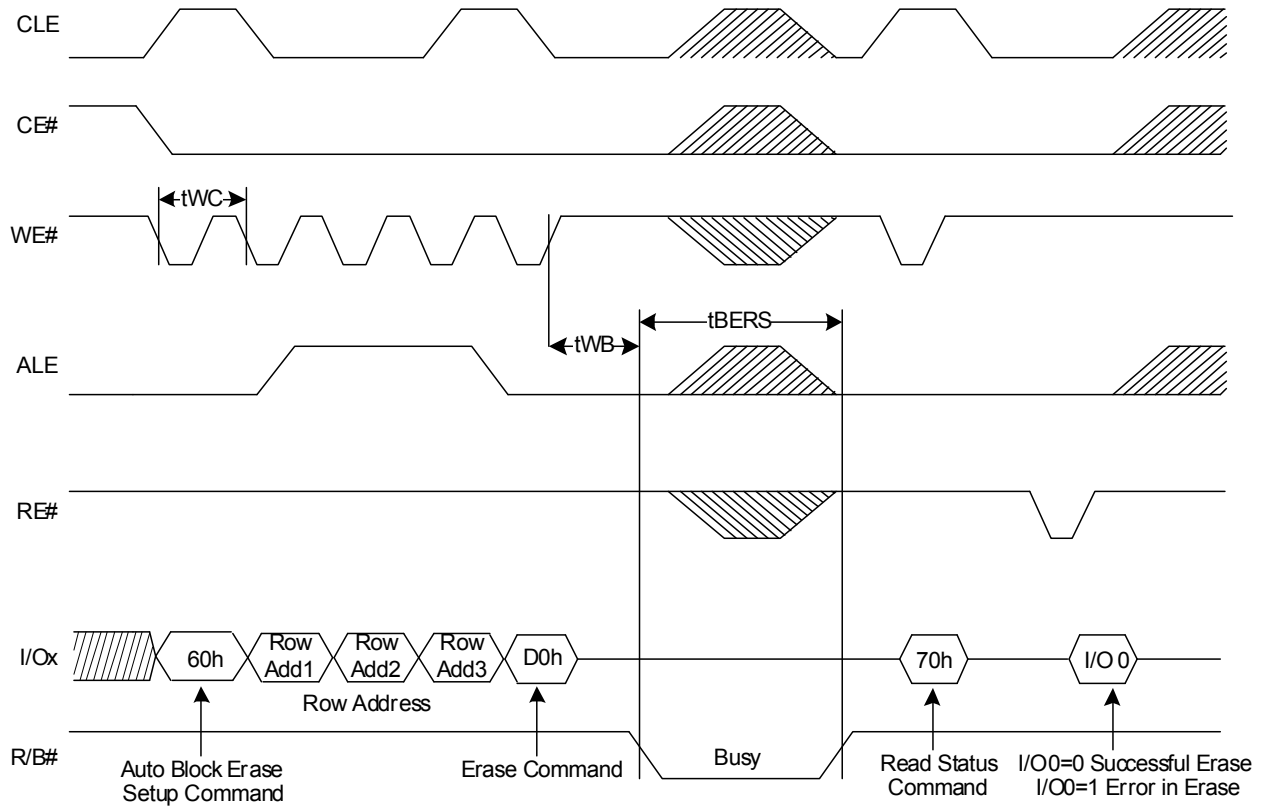 CLE
CE#
tWC
WE#
tBERS
tWB
ALE
RE#
I/Ox
60h
Row
Add1
Row
Add2
Row
Add3
D0h
70h
I/O 0
Row Address
R/B#
Busy
Auto Block Erase
Setup Command
Erase Command
Read Status
Command
I/O0=0 Successful Erase
I/O0=1 Error in Erase